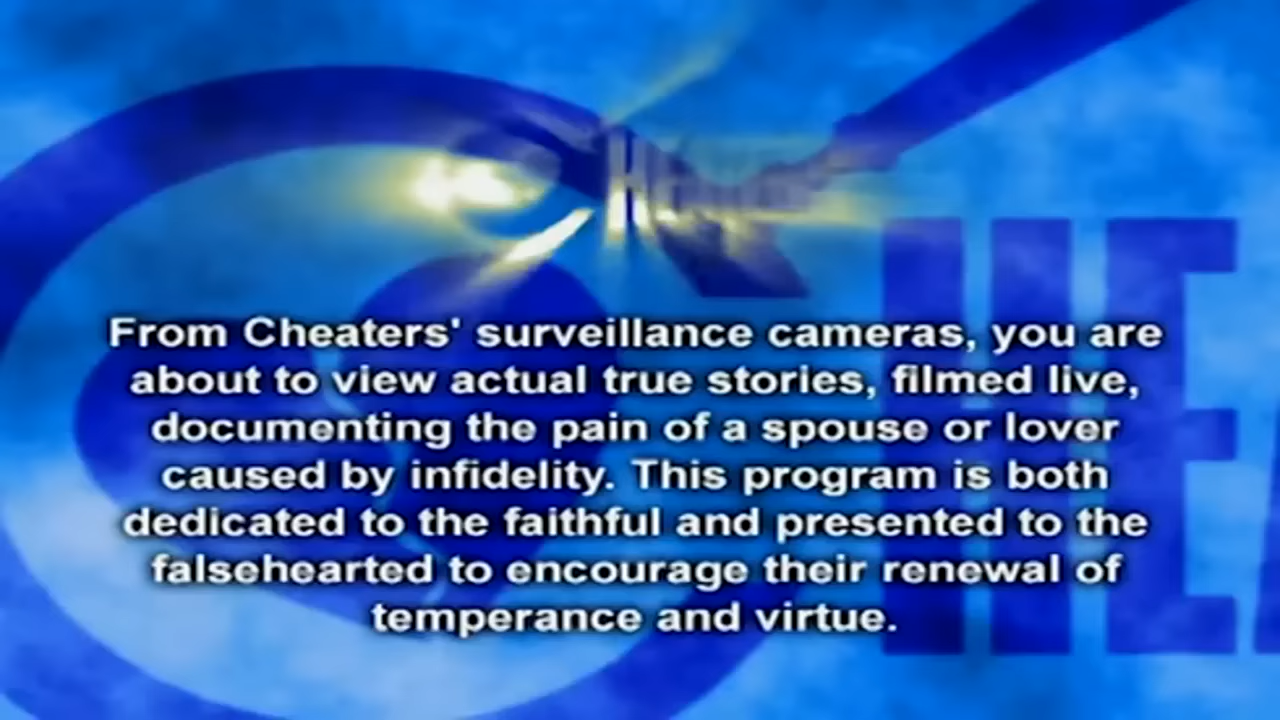 From Cheaters' surveillance cameras, you are
about to view actual true stories, filmed live,
documenting the pain of a spouse or lover
caused by infidelity. This program is both
dedicated to the faithful and presented to the
falsehearted to encourage their renewal of
temperance and virtue.
HEA